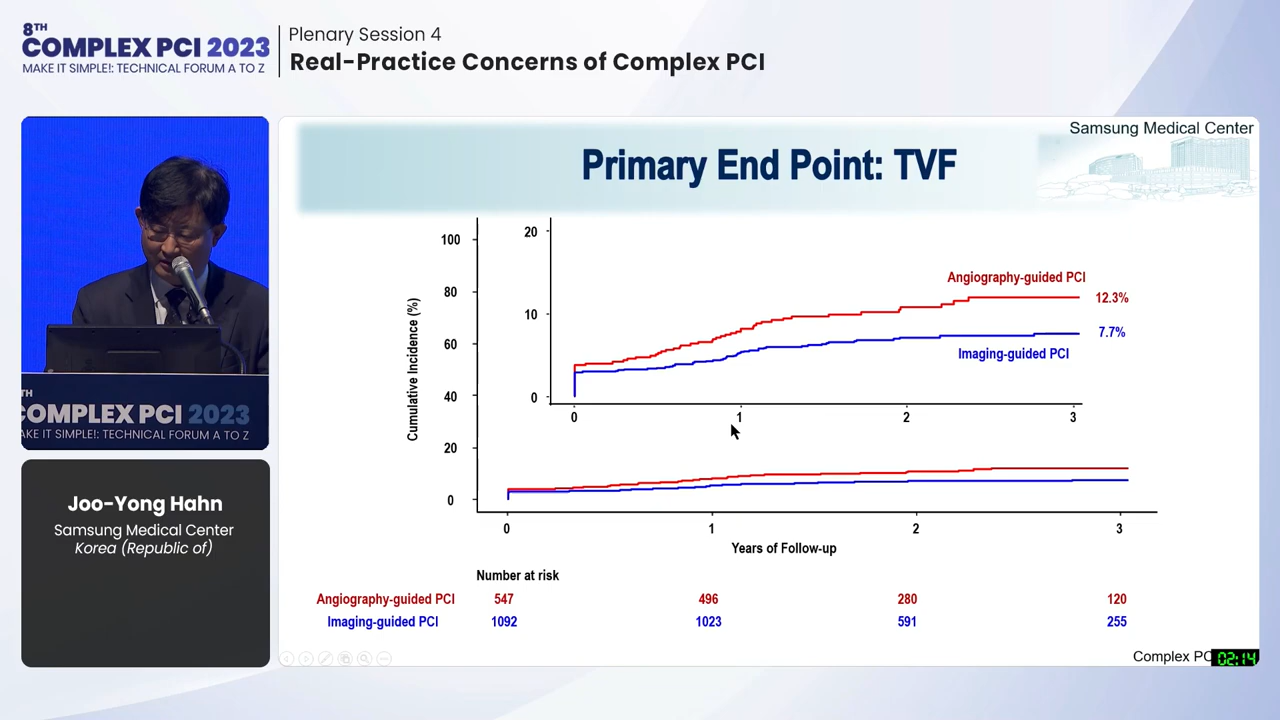 8TH
COMPLEX PCI 2023
MAKE IT SIMPLE!: TECHNICAL FORUM A TO Z
Plenary Session 4
Real-Practice Concerns of Complex PCI
Samsung Medical Center
Primary End Point: TVF
Cumulative Incidence (%)
100
80
60
40
20
0
20
10
0
Angiography-guided PCI
12.3%
7.7%
Imaging-guided PCI
0 1 2 3
0 1 2 3
Years of Follow-up
Number at risk
Angiography-guided PCI 547 496 280 120
Imaging-guided PCI 1092 1023 591 255
Complex PC
02:14
TH
COMPLEX PCI 2023
AKE IT SIMPLE!: TECHNICAL FORUM A TO Z
Joo-Yong Hahn
Samsung Medical Center
Korea (Republic of)